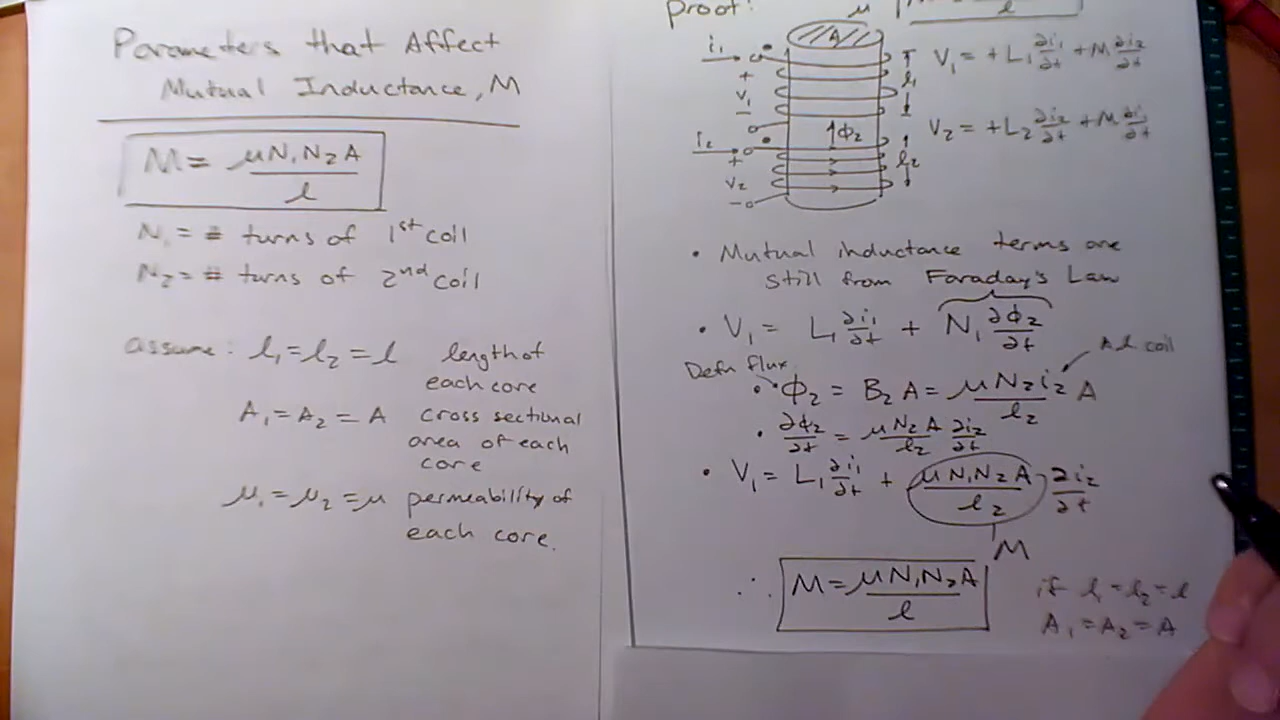 Parameters that Affect
Mutual Inductance, M
M = μN₁N₂A / l
N₁ = # turns of 1st coil
N₂ = # turns of 2nd coil
assume: l₁ = l₂ = l length of
each core
A₁ = A₂ = A cross sectional
area of each
core
μ₁ = μ₂ = μ permeability of
each core.
proof:
μ
l
A
i₁
+
V₁
−
l₁
V₁ = +L₁ ∂i₁/∂t + M ∂i₂/∂t
ϕ₂
V₂ = +L₂ ∂i₂/∂t + M ∂i₁/∂t
I₂
+
V₂
−
l₂
• Mutual inductance terms are
still from Faraday's Law
• V₁ = L₁ ∂i₁/∂t + N₁ ∂ϕ₂/∂t
Defn flux
coil
• ϕ₂ = B₂ A = μN₂i₂/l₂ A
• ∂ϕ₂/∂t = μN₂A/l₂ ∂i₂/∂t
• V₁ = L₁ ∂i₁/∂t + μN₁N₂A/l₂ ∂i₂/∂t
M
∴ M = μN₁N₂A / l
if l₁ = l₂ = l
A₁ = A₂ = A